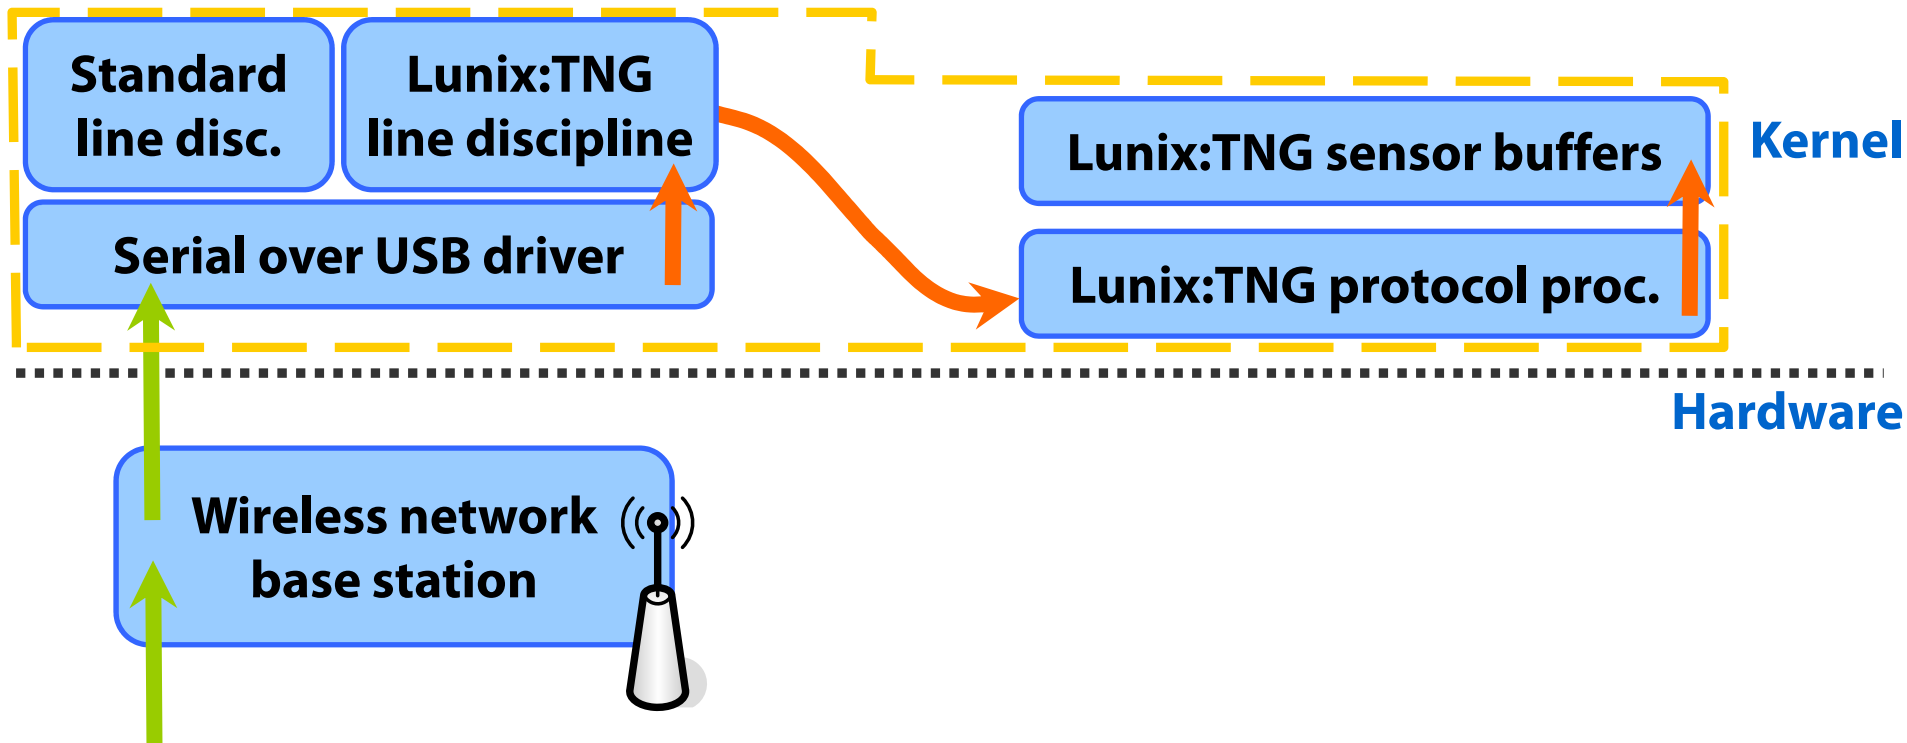 Standard
line disc.
Lunix:TNG
line discipline
Lunix:TNG sensor buffers
Kernel
Serial over USB driver
Lunix:TNG protocol proc.
Hardware
Wireless network
base station